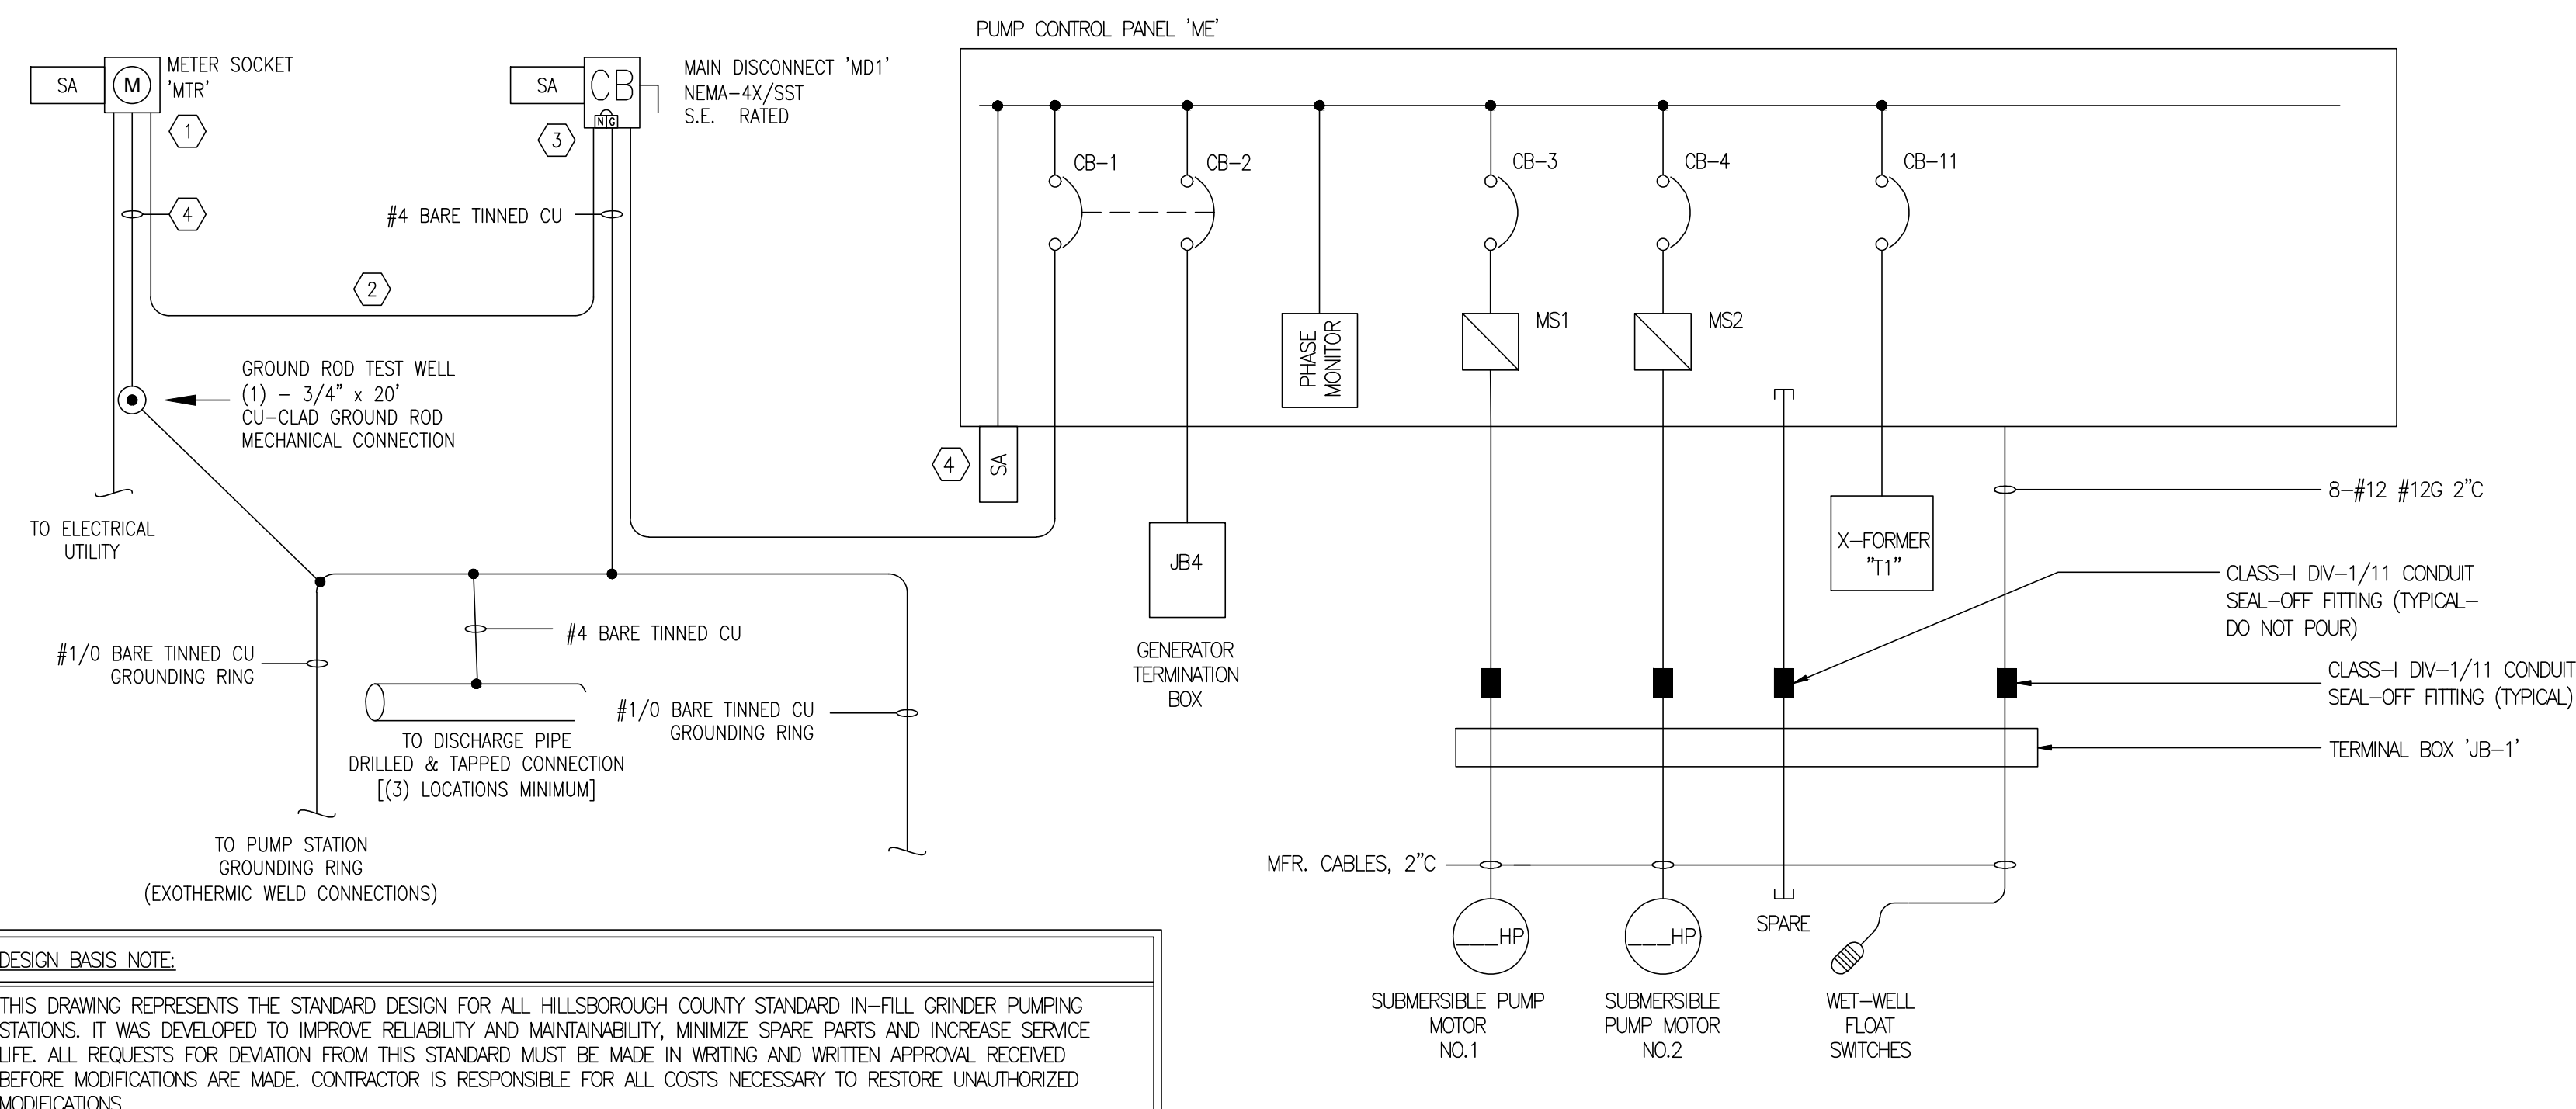 PUMP CONTROL PANEL 'ME'
SA
M
METER SOCKET
'MTR'
1
SA
CB
N G
3
MAIN DISCONNECT 'MD1'
NEMA-4X/SST
S.E. RATED
4
#4 BARE TINNED CU
2
CB-1
CB-2
CB-3
CB-4
CB-11
PHASE
MONITOR
MS1
MS2
GROUND ROD TEST WELL
(1) - 3/4" x 20'
CU-CLAD GROUND ROD
MECHANICAL CONNECTION
4
SA
TO ELECTRICAL
UTILITY
JB4
GENERATOR
TERMINATION
BOX
X-FORMER
"T1"
8-#12 #12G 2"C
CLASS-I DIV-1/11 CONDUIT
SEAL-OFF FITTING (TYPICAL-
DO NOT POUR)
CLASS-I DIV-1/11 CONDUIT
SEAL-OFF FITTING (TYPICAL)
TERMINAL BOX 'JB-1'
#4 BARE TINNED CU
#1/0 BARE TINNED CU
GROUNDING RING
#1/0 BARE TINNED CU
GROUNDING RING
TO DISCHARGE PIPE
DRILLED & TAPPED CONNECTION
[(3) LOCATIONS MINIMUM]
TO PUMP STATION
GROUNDING RING
(EXOTHERMIC WELD CONNECTIONS)
MFR. CABLES, 2"C
___HP
___HP
SPARE
SUBMERSIBLE PUMP
MOTOR
NO.1
SUBMERSIBLE
PUMP MOTOR
NO.2
WET-WELL
FLOAT
SWITCHES
DESIGN BASIS NOTE:
THIS DRAWING REPRESENTS THE STANDARD DESIGN FOR ALL HILLSBOROUGH COUNTY STANDARD IN-FILL GRINDER PUMPING
STATIONS. IT WAS DEVELOPED TO IMPROVE RELIABILITY AND MAINTAINABILITY, MINIMIZE SPARE PARTS AND INCREASE SERVICE
LIFE. ALL REQUESTS FOR DEVIATION FROM THIS STANDARD MUST BE MADE IN WRITING AND WRITTEN APPROVAL RECEIVED
BEFORE MODIFICATIONS ARE MADE. CONTRACTOR IS RESPONSIBLE FOR ALL COSTS NECESSARY TO RESTORE UNAUTHORIZED
MODIFICATIONS